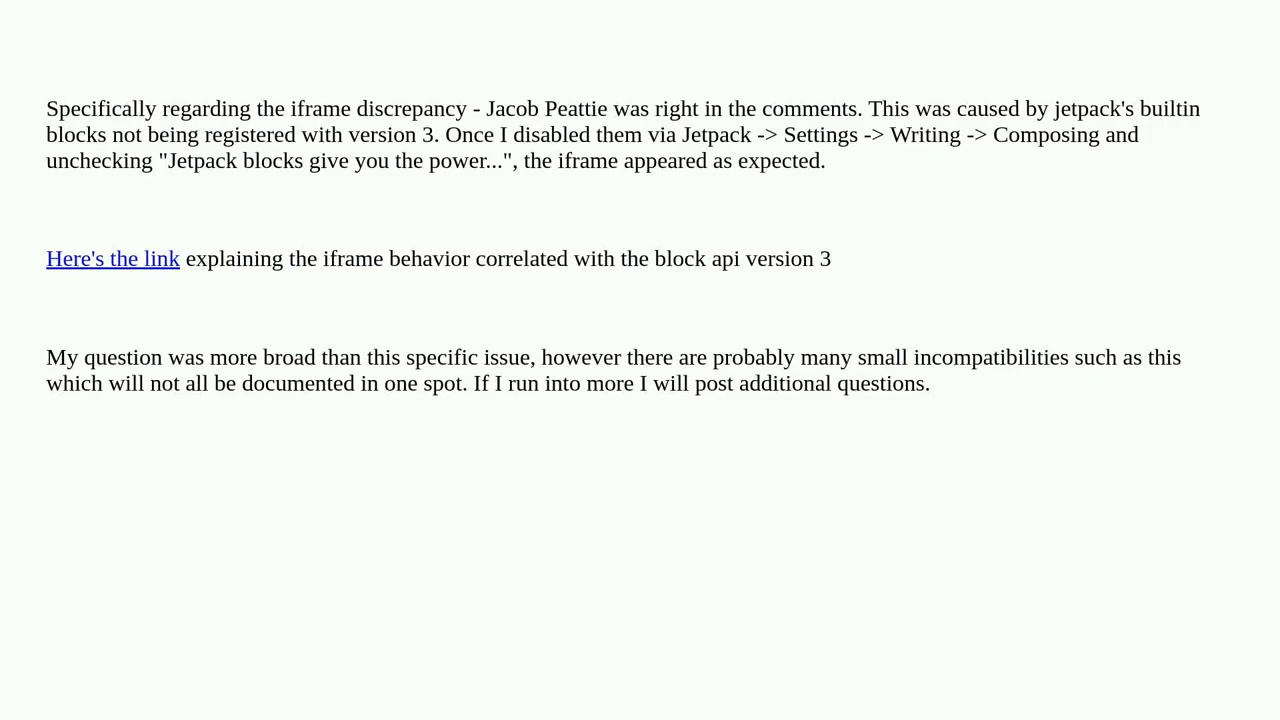 Specifically regarding the iframe discrepancy - Jacob Peattie was right in the comments. This was caused by jetpack's builtin
blocks not being registered with version 3. Once I disabled them via Jetpack -> Settings -> Writing -> Composing and
unchecking "Jetpack blocks give you the power...", the iframe appeared as expected.
Here's the link explaining the iframe behavior correlated with the block api version 3
My question was more broad than this specific issue, however there are probably many small incompatibilities such as this
which will not all be documented in one spot. If I run into more I will post additional questions.